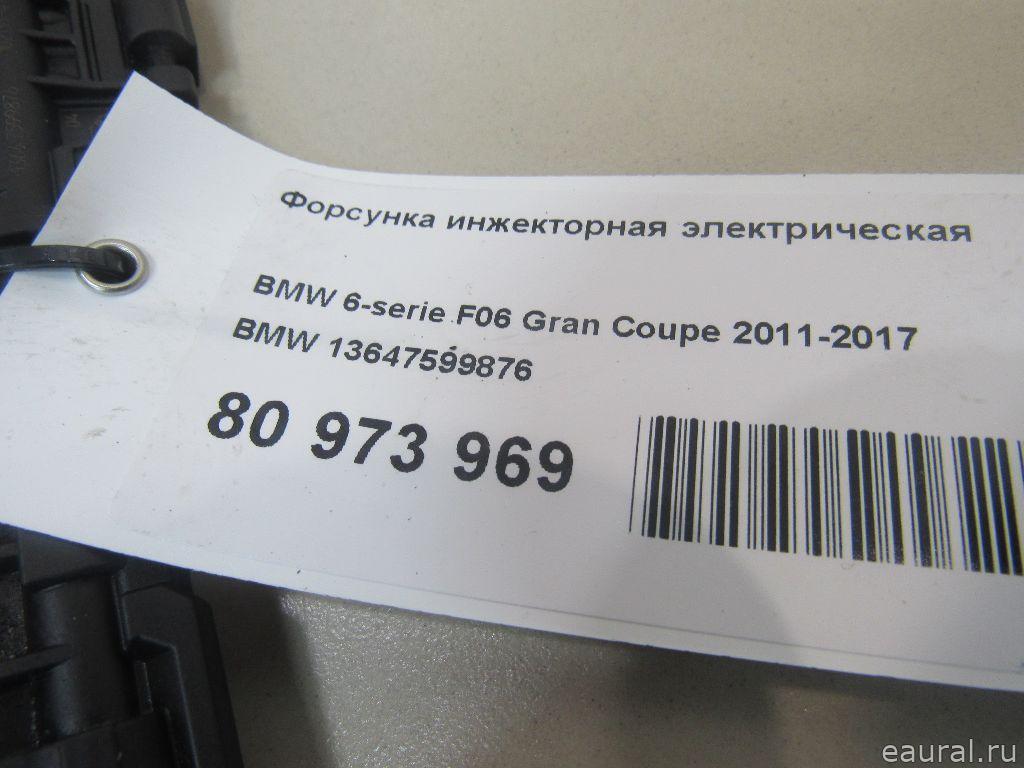 Форсунка инжекторная электрическая
BMW 6-serie F06 Gran Coupe 2011-2017
BMW 13647599876
80 973 969
eaural.ru